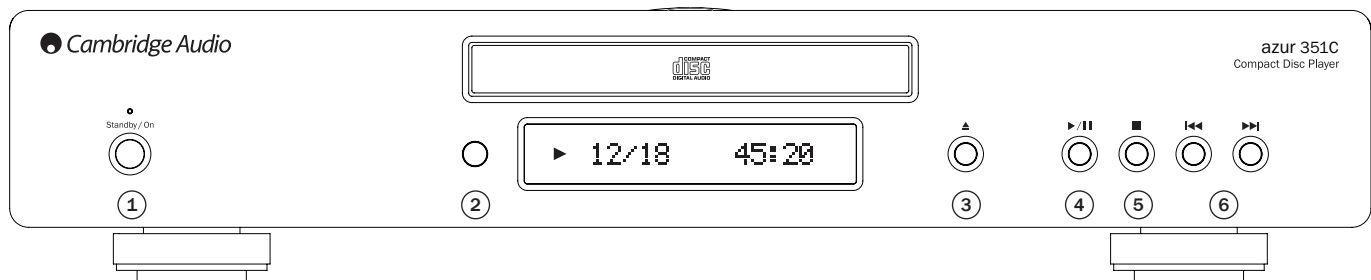 Cambridge Audio
COMPACT
disc
DIGITAL AUDIO
azur 351C
Compact Disc Player
Standby / On
12/18 45:20
1 2 3 4 5 6